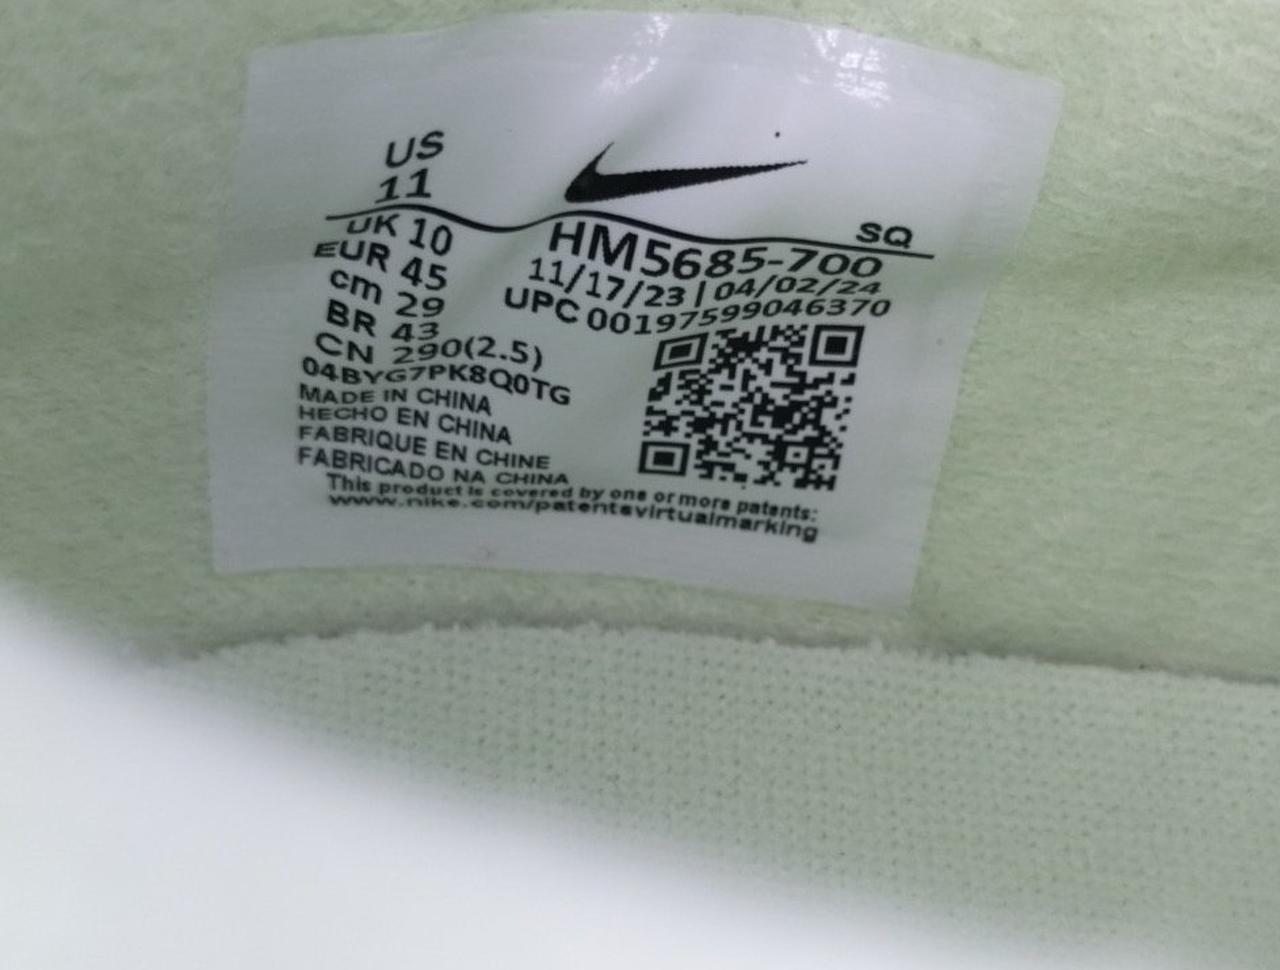 US
11
SQ
UK 10
EUR 45
cm 29
BR 43
CN 290(2.5)
04BYG7PK8Q0TG
MADE IN CHINA
HECHO EN CHINA
FABRIQUE EN CHINE
FABRICADO NA CHINA
HM5685-700
11/17/23 | 04/02/24
UPC 00197599046370
This product is covered by one or more patents:
www.nike.com/patentsvirtualmarking